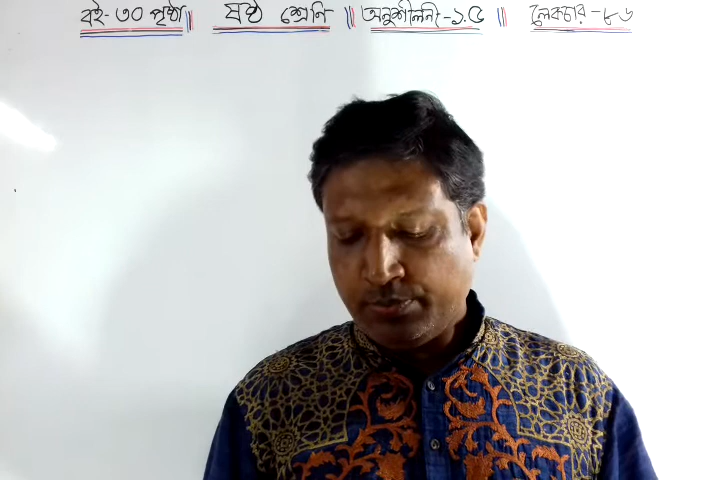 বই- ৩০ পৃষ্ঠা || ষষ্ঠ শ্রেনি || অনুশীলনী-১.৫ || লেকচার-৮৬